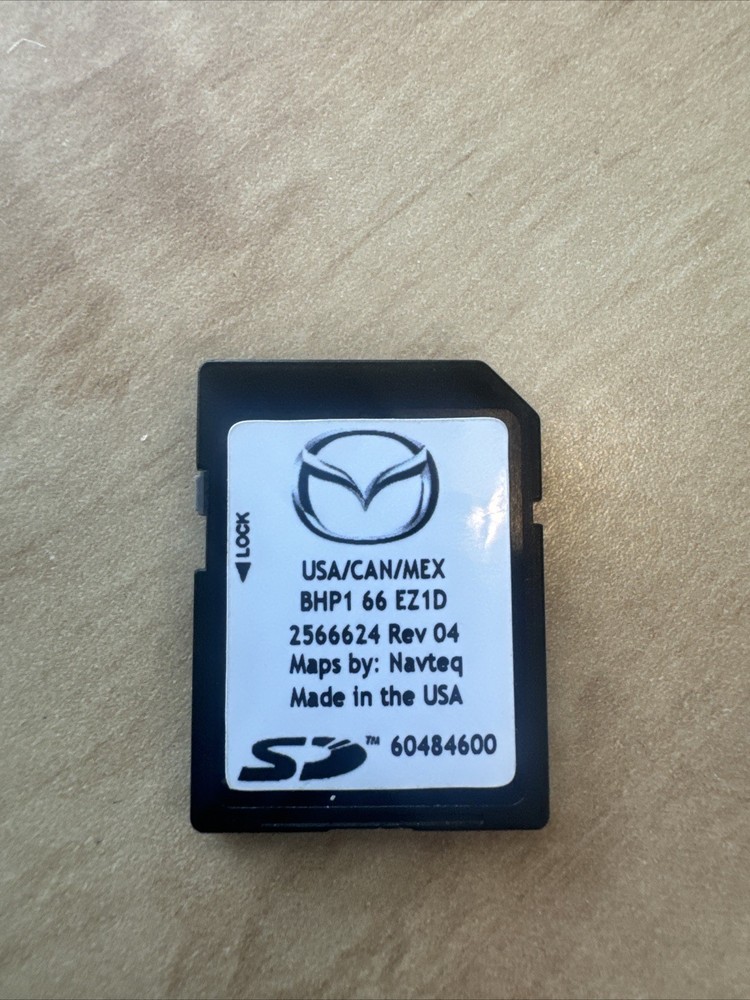 ◀LOCK
USA/CAN/MEX
BHP1 66 EZ1D
2566624 Rev 04
Maps by: Navteq
Made in the USA
SD™ 60484600